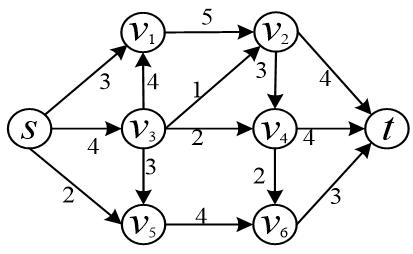 5
v₁ v₂
3 4 1 3 4
s 4 v₃ 2 v₄ 4 t
2 3 2 3
v₅ 4 v₆